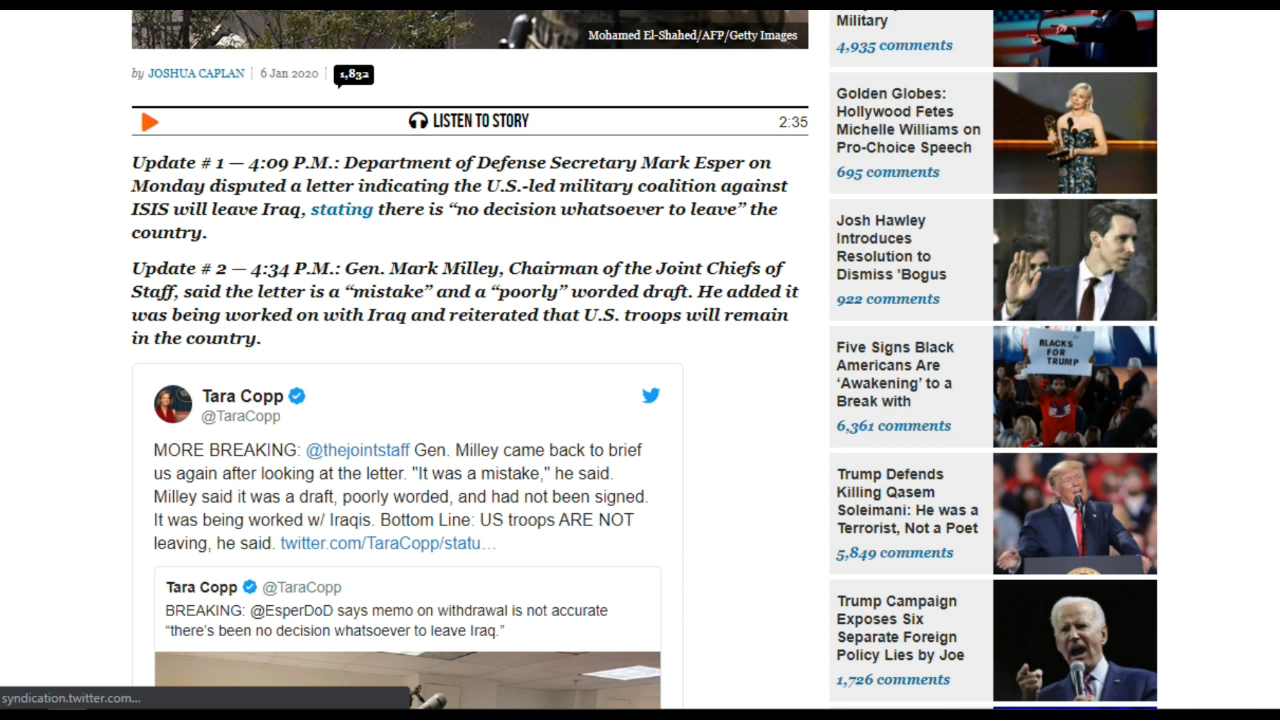 Mohamed El-Shahed/AFP/Getty Images
by JOSHUA CAPLAN | 6 Jan 2020 | 1,832
LISTEN TO STORY 2:35
Update # 1 — 4:09 P.M.: Department of Defense Secretary Mark Esper on
Monday disputed a letter indicating the U.S.-led military coalition against
ISIS will leave Iraq, stating there is “no decision whatsoever to leave” the
country.
Update # 2 — 4:34 P.M.: Gen. Mark Milley, Chairman of the Joint Chiefs of
Staff, said the letter is a “mistake” and a “poorly” worded draft. He added it
was being worked on with Iraq and reiterated that U.S. troops will remain
in the country.
Tara Copp
@TaraCopp
MORE BREAKING: @thejointstaff Gen. Milley came back to brief
us again after looking at the letter. "It was a mistake," he said.
Milley said it was a draft, poorly worded, and had not been signed.
It was being worked w/ Iraqis. Bottom Line: US troops ARE NOT
leaving, he said. twitter.com/TaraCopp/statu…
Tara Copp @TaraCopp
BREAKING: @EsperDoD says memo on withdrawal is not accurate
“there’s been no decision whatsoever to leave Iraq.”
syndication.twitter.com...
Military
4,935 comments
Golden Globes:
Hollywood Fetes
Michelle Williams on
Pro-Choice Speech
695 comments
Josh Hawley
Introduces
Resolution to
Dismiss 'Bogus
922 comments
Five Signs Black
Americans Are
‘Awakening’ to a
Break with
6,361 comments
BLACKS
FOR
TRUMP
Trump Defends
Killing Qasem
Soleimani: He was a
Terrorist, Not a Poet
5,849 comments
Trump Campaign
Exposes Six
Separate Foreign
Policy Lies by Joe
1,726 comments